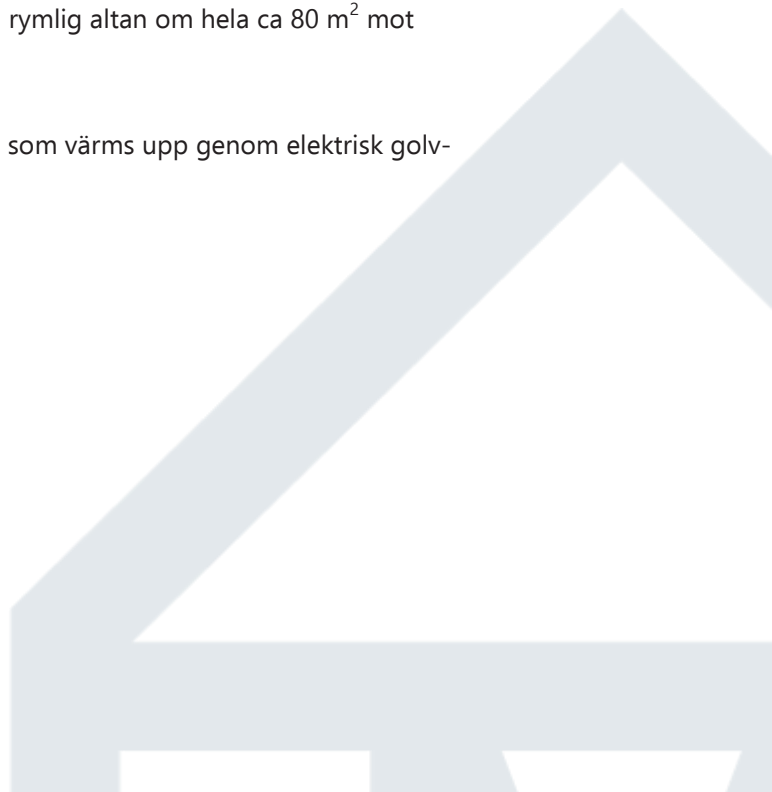 rymlig altan om hela ca 80 m² mot
som värms upp genom elektrisk golv-